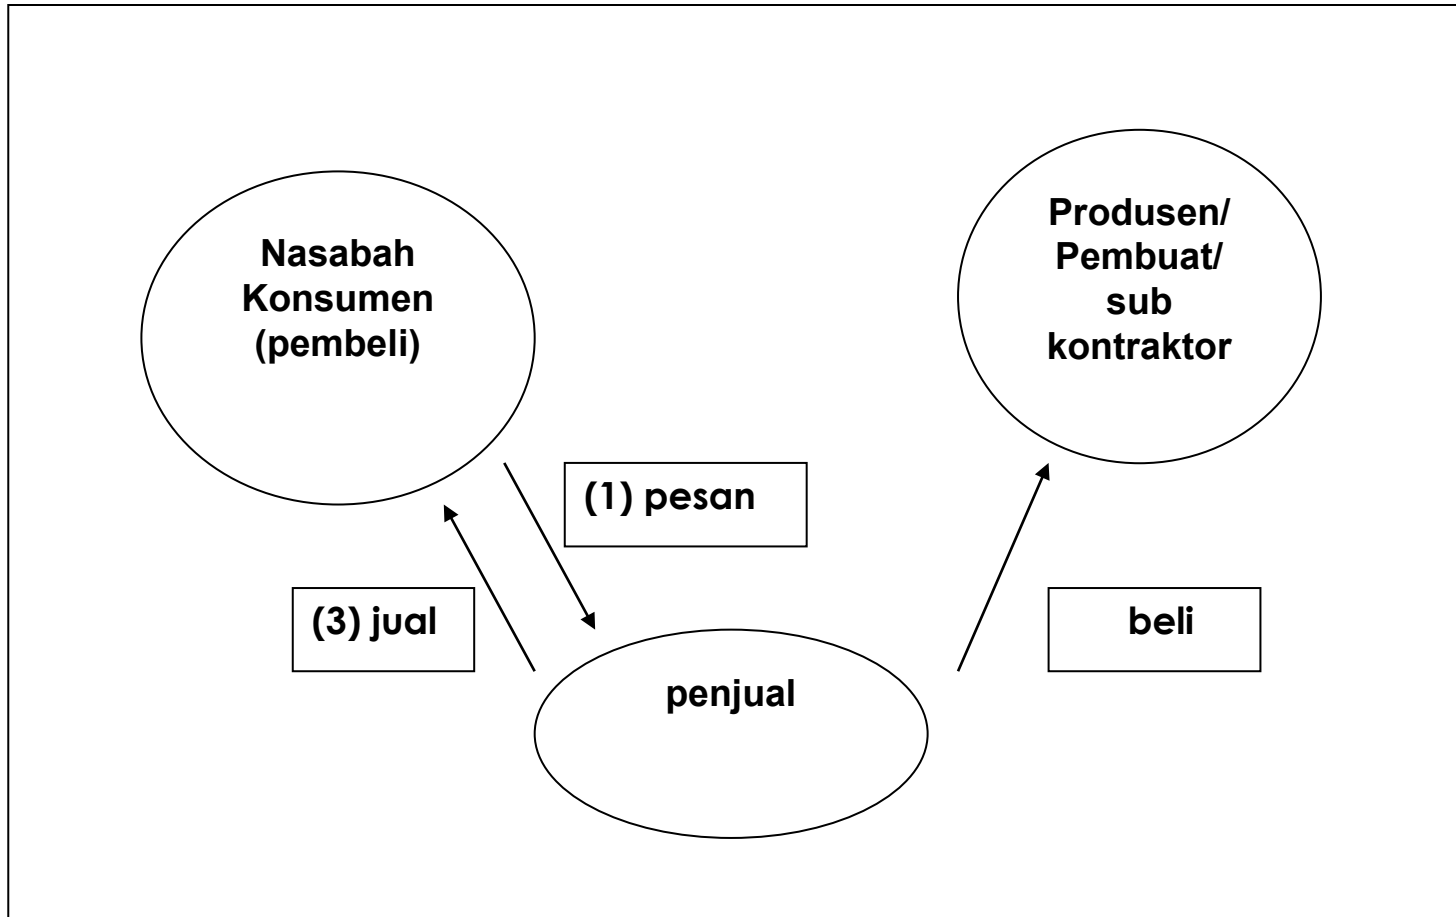 Nasabah
Konsumen
(pembeli)
Produsen/
Pembuat/
sub
kontraktor
(1) pesan
(3) jual
beli
penjual